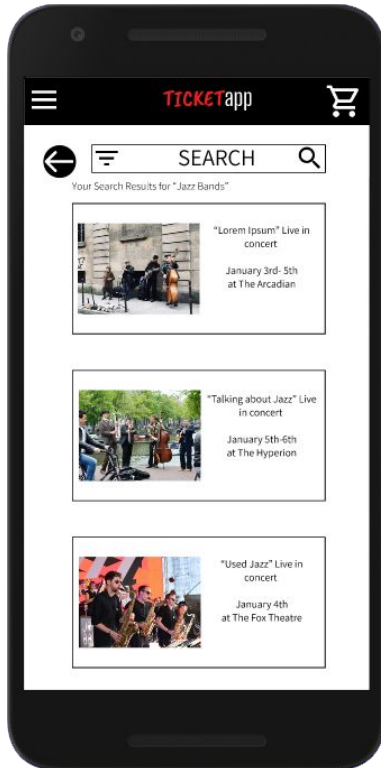 TICKETapp
SEARCH
Your Search Results for “Jazz Bands”
“Lorem Ipsum” Live in
concert
January 3rd- 5th
at The Arcadian
“Talking about Jazz” Live
in concert
January 5th-6th
at The Hyperion
“Used Jazz” Live in
concert
January 4th
at The Fox Theatre